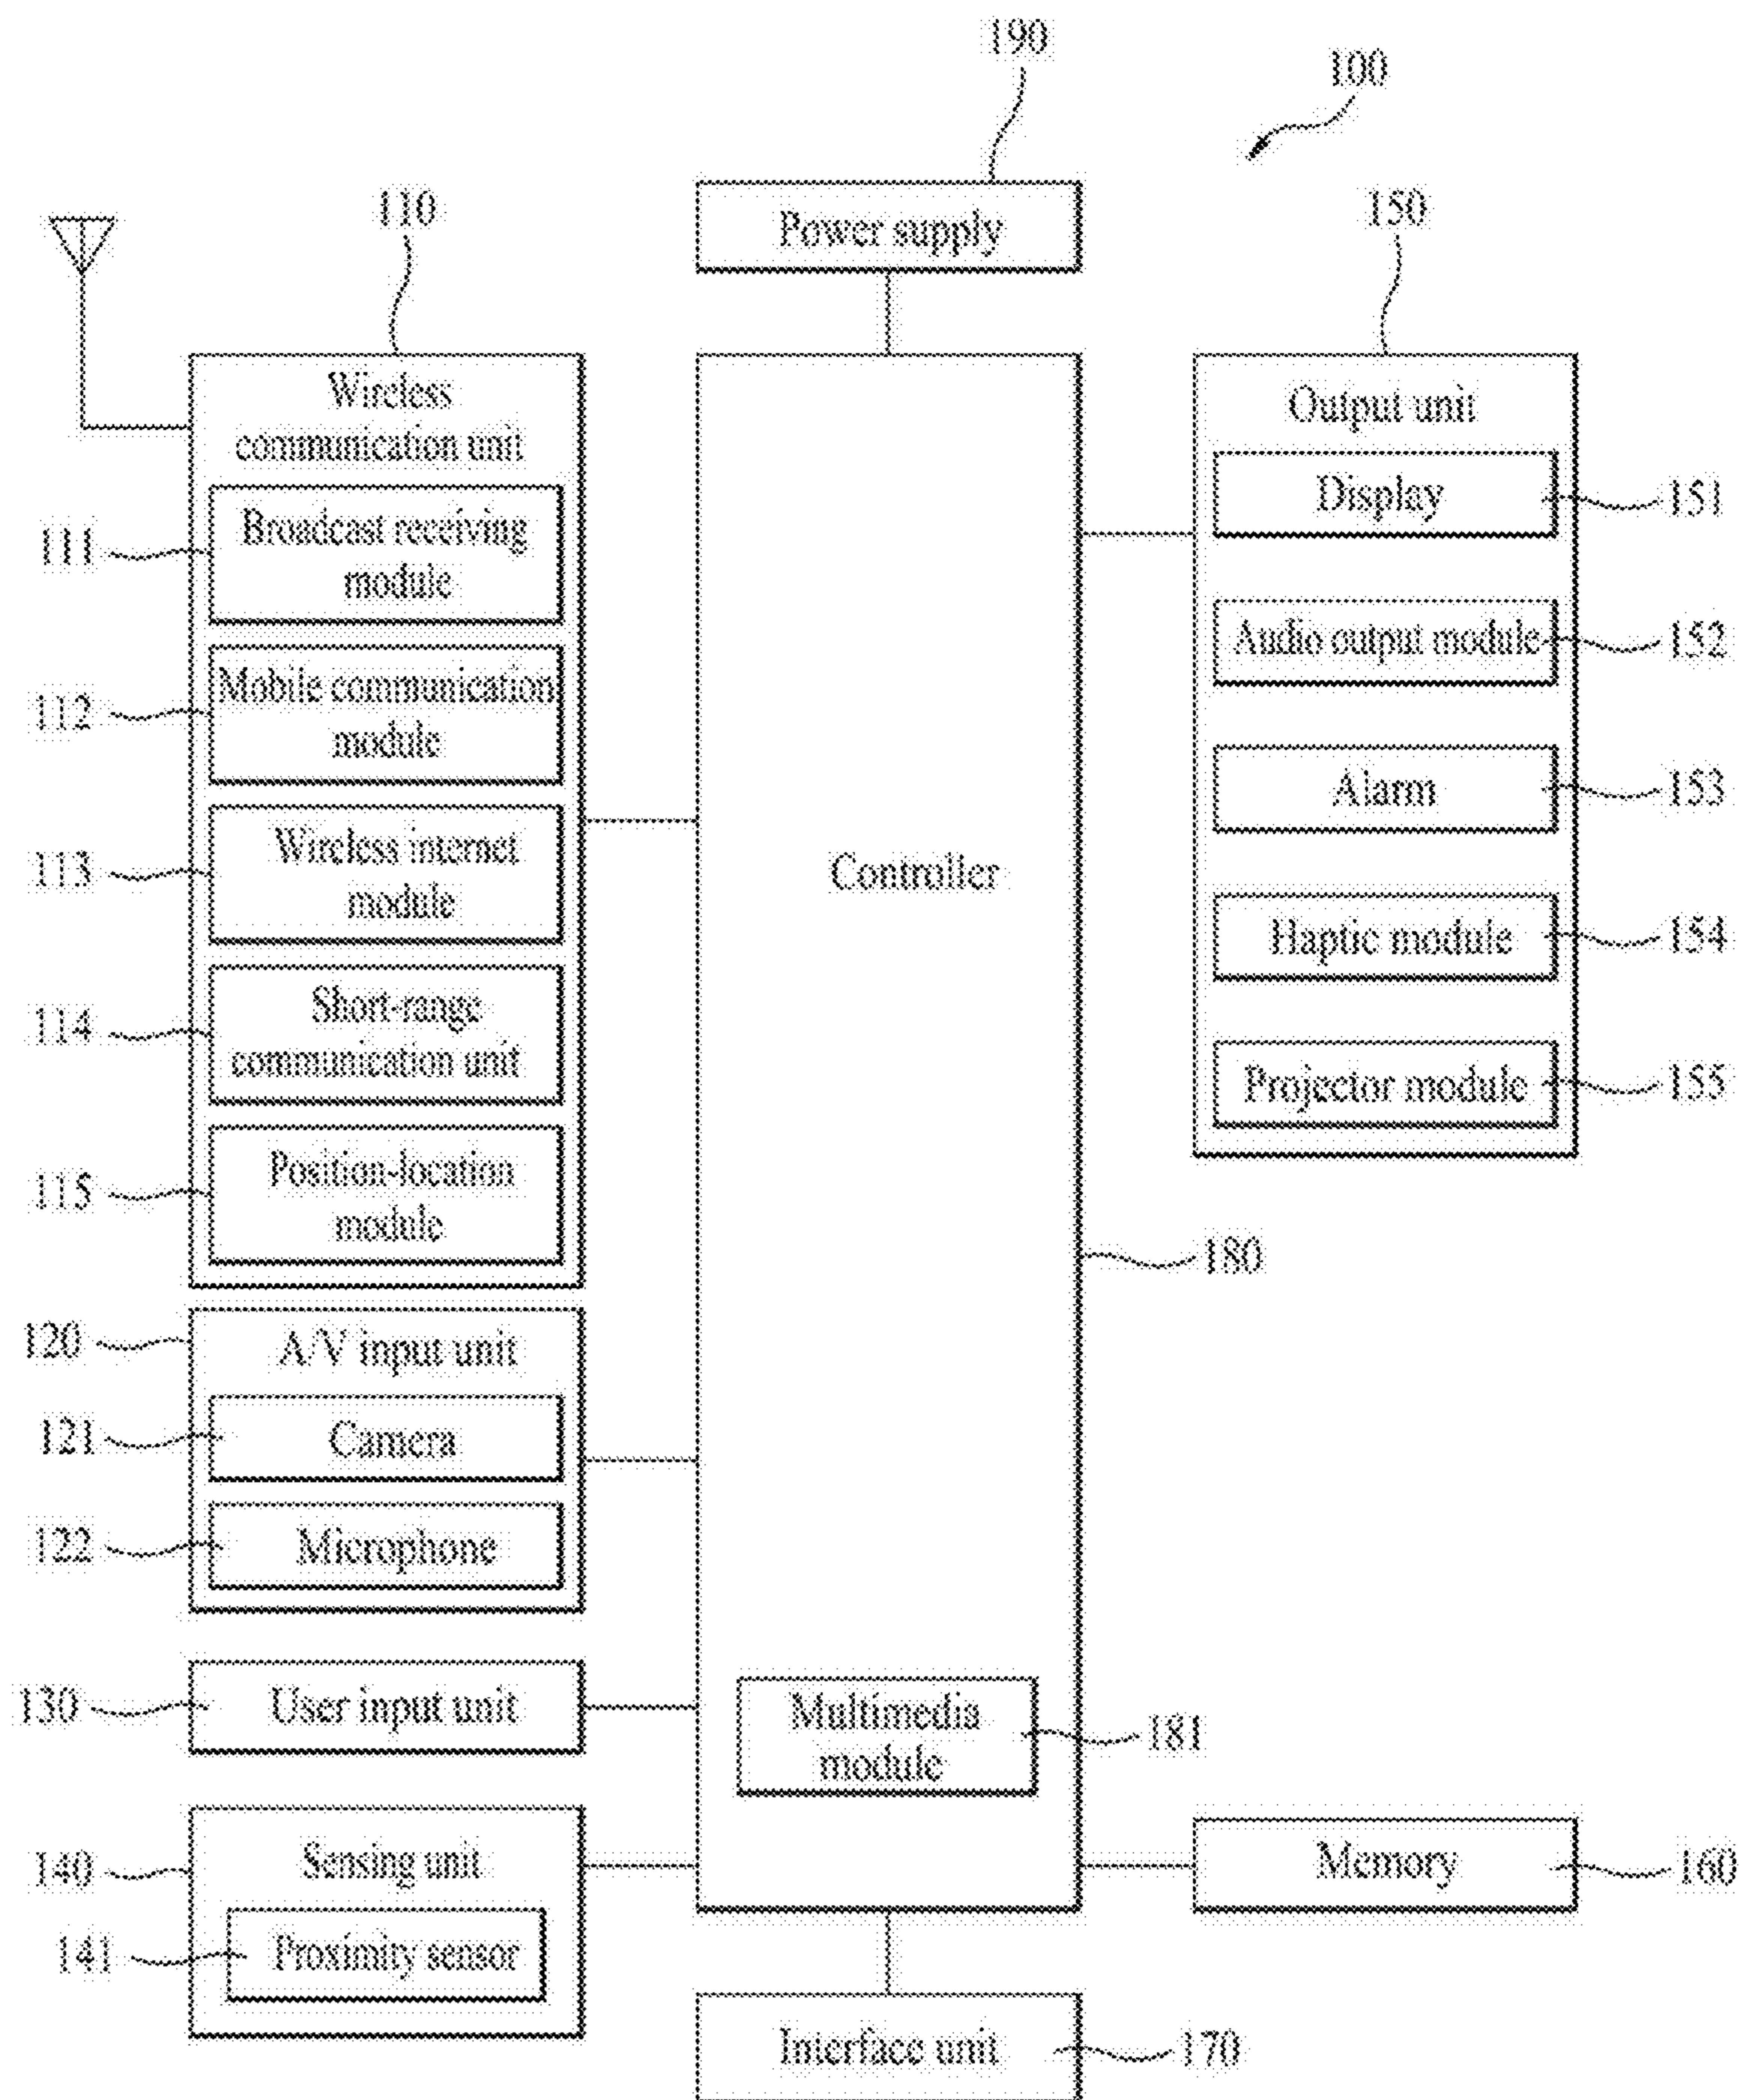 190
100
110
150
Power supply
Wireless
communication unit
Output unit
Display
151
111
Broadcast receiving
module
Audio output module
152
112
Mobile communication
module
Alarm
153
113
Wireless internet
module
Controller
Haptic module
154
114
Short-range
communication unit
Projector module
155
115
Position-location
module
180
120
A/V input unit
121
Camera
122
Microphone
130
User input unit
Multimedia
module
181
140
Sensing unit
Memory
160
141
Proximity sensor
Interface unit
170